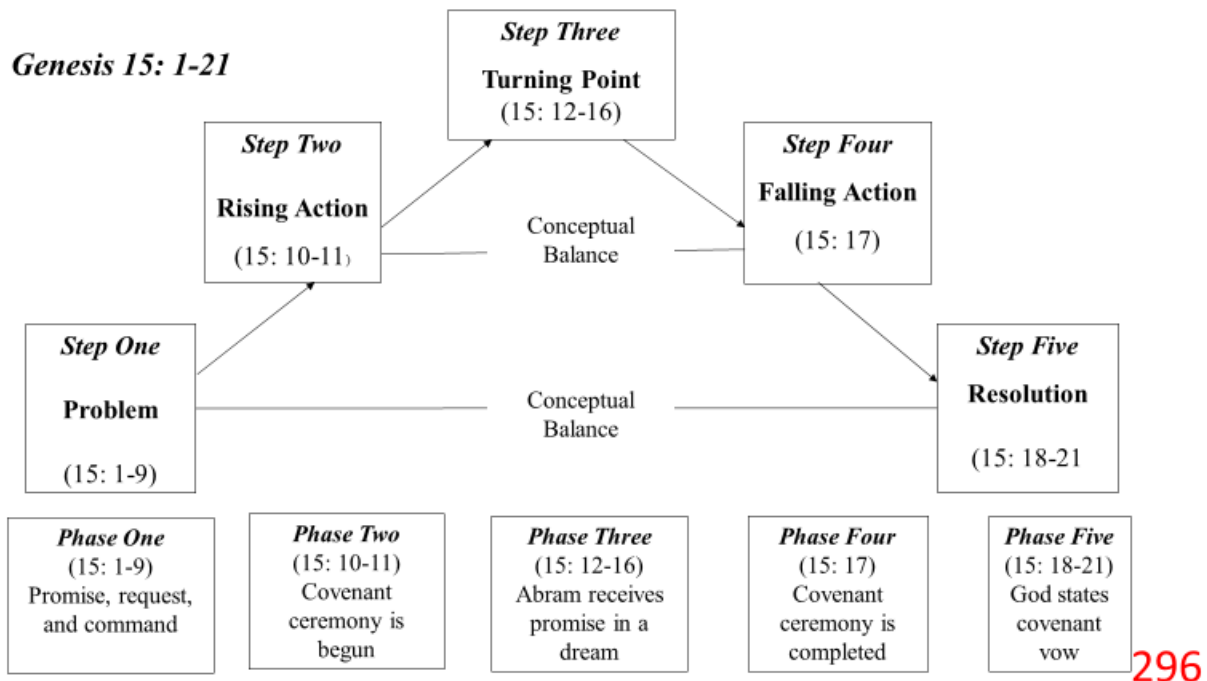 Genesis 15: 1-21
Step Three
Turning Point
(15: 12-16)
Step Two
Rising Action
(15: 10-11)
Step Four
Falling Action
(15: 17)
Conceptual
Balance
Step One
Problem
(15: 1-9)
Conceptual
Balance
Step Five
Resolution
(15: 18-21
Phase One
(15: 1-9)
Promise, request,
and command
Phase Two
(15: 10-11)
Covenant
ceremony is
begun
Phase Three
(15: 12-16)
Abram receives
promise in a
dream
Phase Four
(15: 17)
Covenant
ceremony is
completed
Phase Five
(15: 18-21)
God states
covenant
vow
296